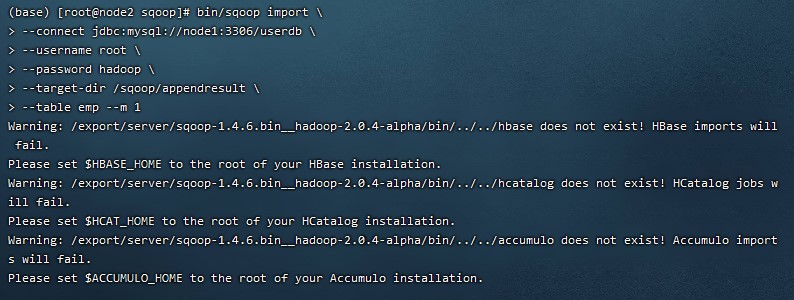 (base) [root@node2 sqoop]# bin/sqoop import \
> --connect jdbc:mysql://node1:3306/userdb \
> --username root \
> --password hadoop \
> --target-dir /sqoop/appendresult \
> --table emp --m 1
Warning: /export/server/sqoop-1.4.6.bin__hadoop-2.0.4-alpha/bin/../../hbase does not exist! HBase imports will
 fail.
Please set $HBASE_HOME to the root of your HBase installation.
Warning: /export/server/sqoop-1.4.6.bin__hadoop-2.0.4-alpha/bin/../../hcatalog does not exist! HCatalog jobs w
ill fail.
Please set $HCAT_HOME to the root of your HCatalog installation.
Warning: /export/server/sqoop-1.4.6.bin__hadoop-2.0.4-alpha/bin/../../accumulo does not exist! Accumulo import
s will fail.
Please set $ACCUMULO_HOME to the root of your Accumulo installation.